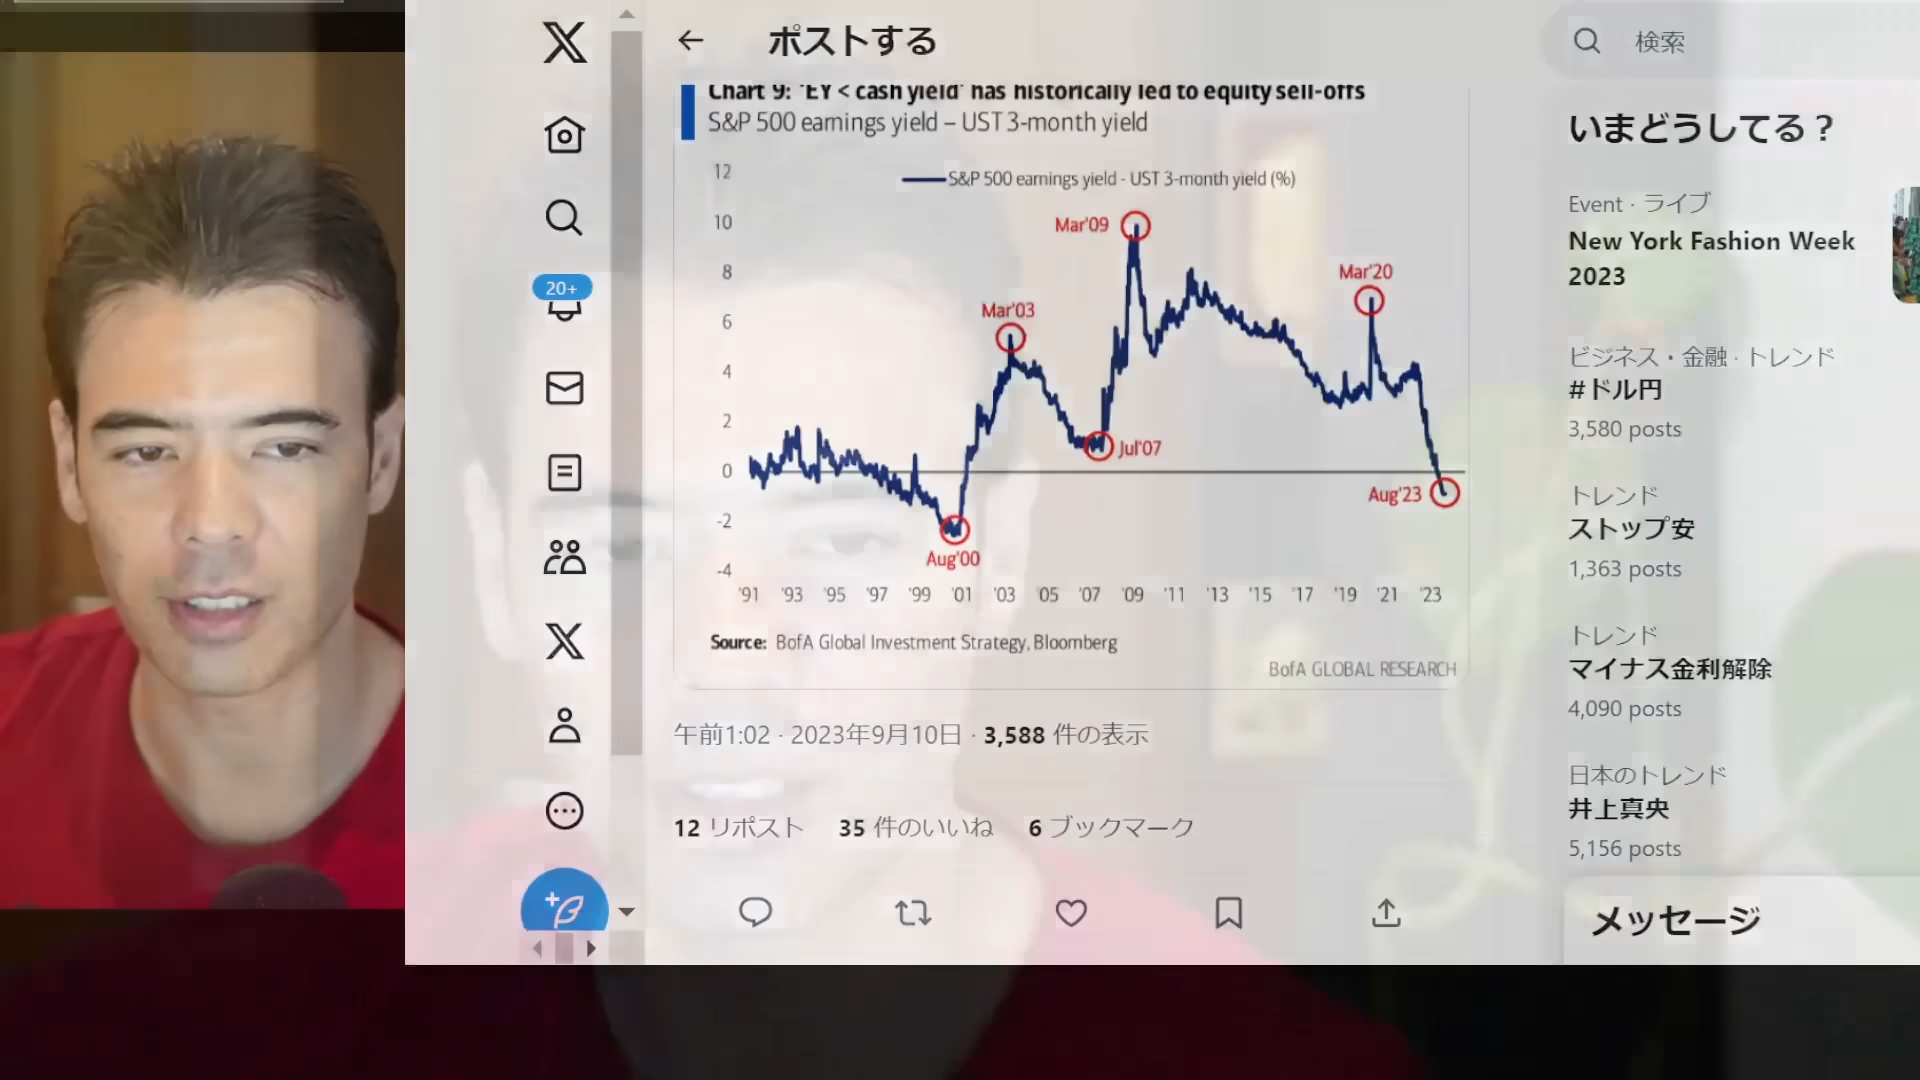 ポストする
Chart 9: 'EY < cash yield' has historically led to equity sell-offs
S&P 500 earnings yield – UST 3-month yield
S&P 500 earnings yield - UST 3-month yield (%)
12
10
8
6
4
2
0
-2
-4
Mar'09
Mar'20
Mar'03
Jul'07
Aug'23
Aug'00
'91 '93 '95 '97 '99 '01 '03 '05 '07 '09 '11 '13 '15 '17 '19 '21 '23
Source: BofA Global Investment Strategy, Bloomberg
BofA GLOBAL RESEARCH
午前1:02 · 2023年9月10日 · 3,588 件の表示
12 リポスト 35 件のいいね 6 ブックマーク
20+
検索
いまどうしてる？
Event · ライブ
New York Fashion Week
2023
ビジネス・金融 · トレンド
#ドル円
3,580 posts
トレンド
ストップ安
1,363 posts
トレンド
マイナス金利解除
4,090 posts
日本のトレンド
井上真央
5,156 posts
メッセージ